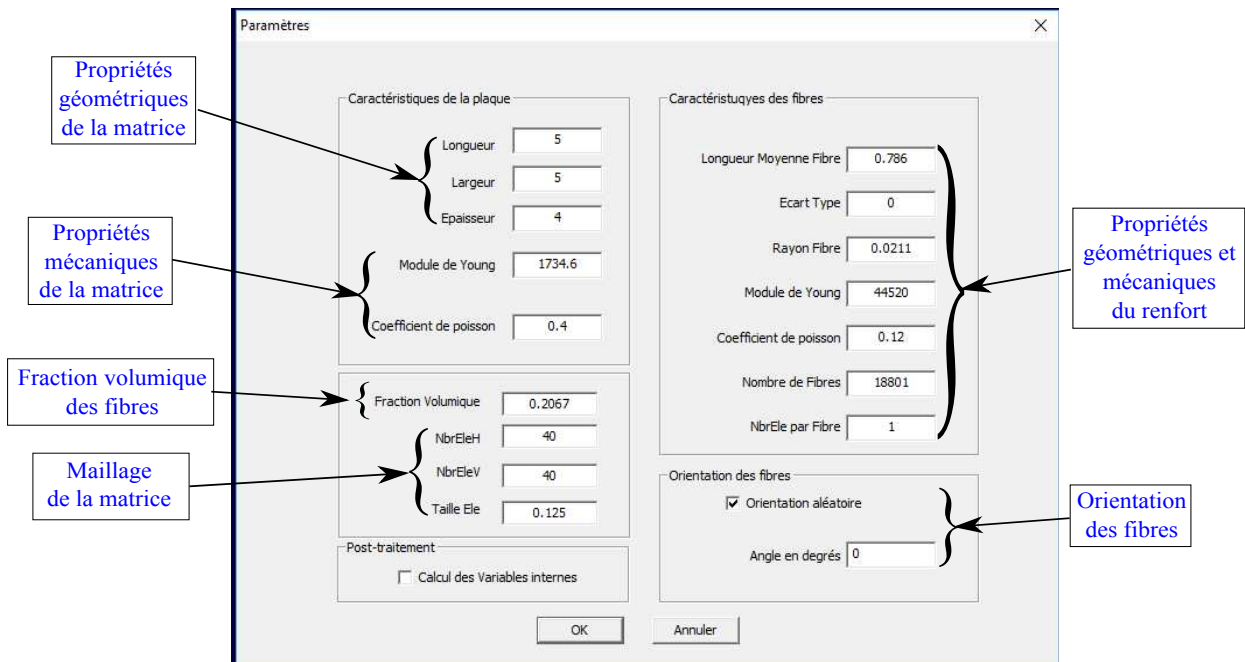 Paramètres
Propriétés
géométriques
de la matrice
Propriétés
mécaniques
de la matrice
Fraction volumique
des fibres
Maillage
de la matrice
Caractéristiques de la plaque
Longueur 5
Largeur 5
Epaisseur 4
Module de Young 1734.6
Coefficient de poisson 0.4
Fraction Volumique 0.2067
NbrEleH 40
NbrEleV 40
Taille Ele 0.125
Post-traitement
Calcul des Variables internes
Caractéristuqyes des fibres
Longueur Moyenne Fibre 0.786
Ecart Type 0
Rayon Fibre 0.0211
Module de Young 44520
Coefficient de poisson 0.12
Nombre de Fibres 18801
NbrEle par Fibre 1
Orientation des fibres
Orientation aléatoire
Angle en degrés 0
Propriétés
géométriques et
mécaniques
du renfort
Orientation
des fibres
OK
Annuler